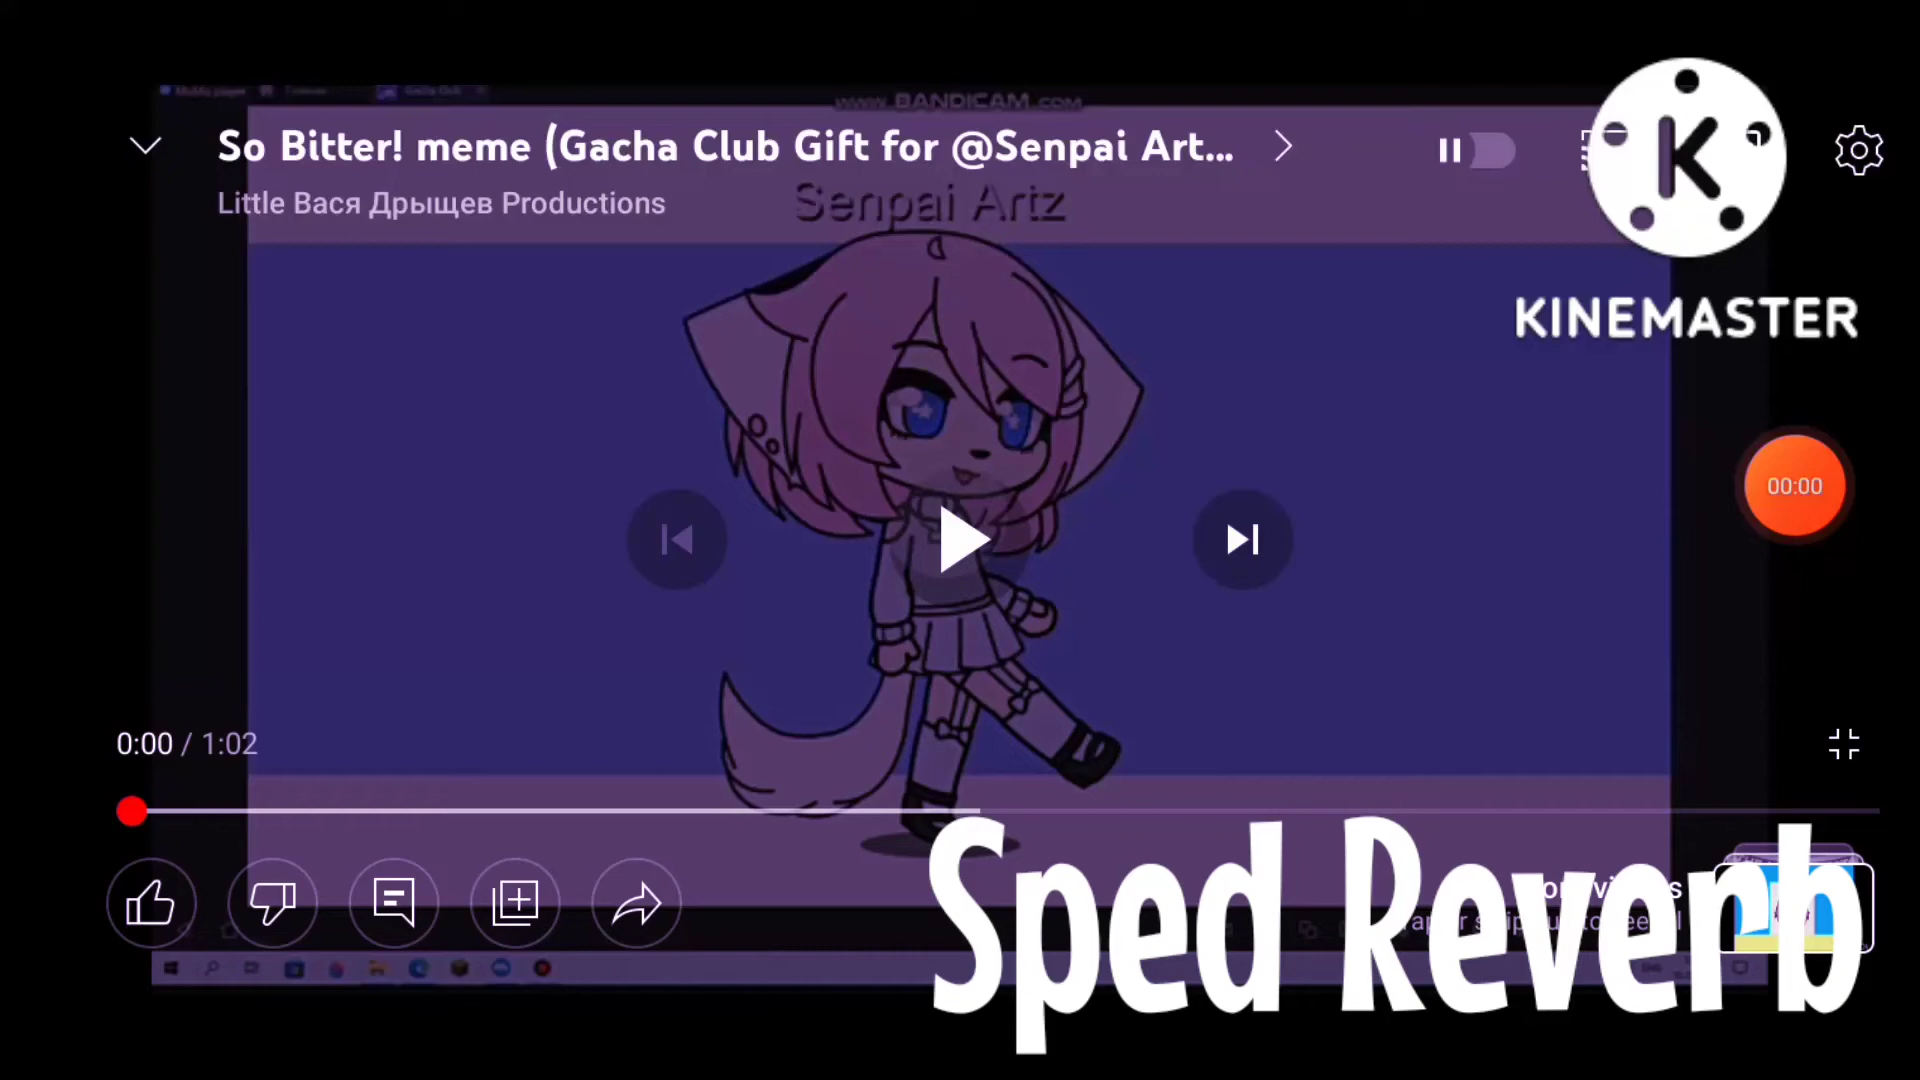 www.BANDICAM.com
So Bitter! meme (Gacha Club Gift for @Senpai Art...
Little Вася Дрыщев Productions
Senpai Artz
KINEMASTER
00:00
0:00 / 1:02
Sped Reverb